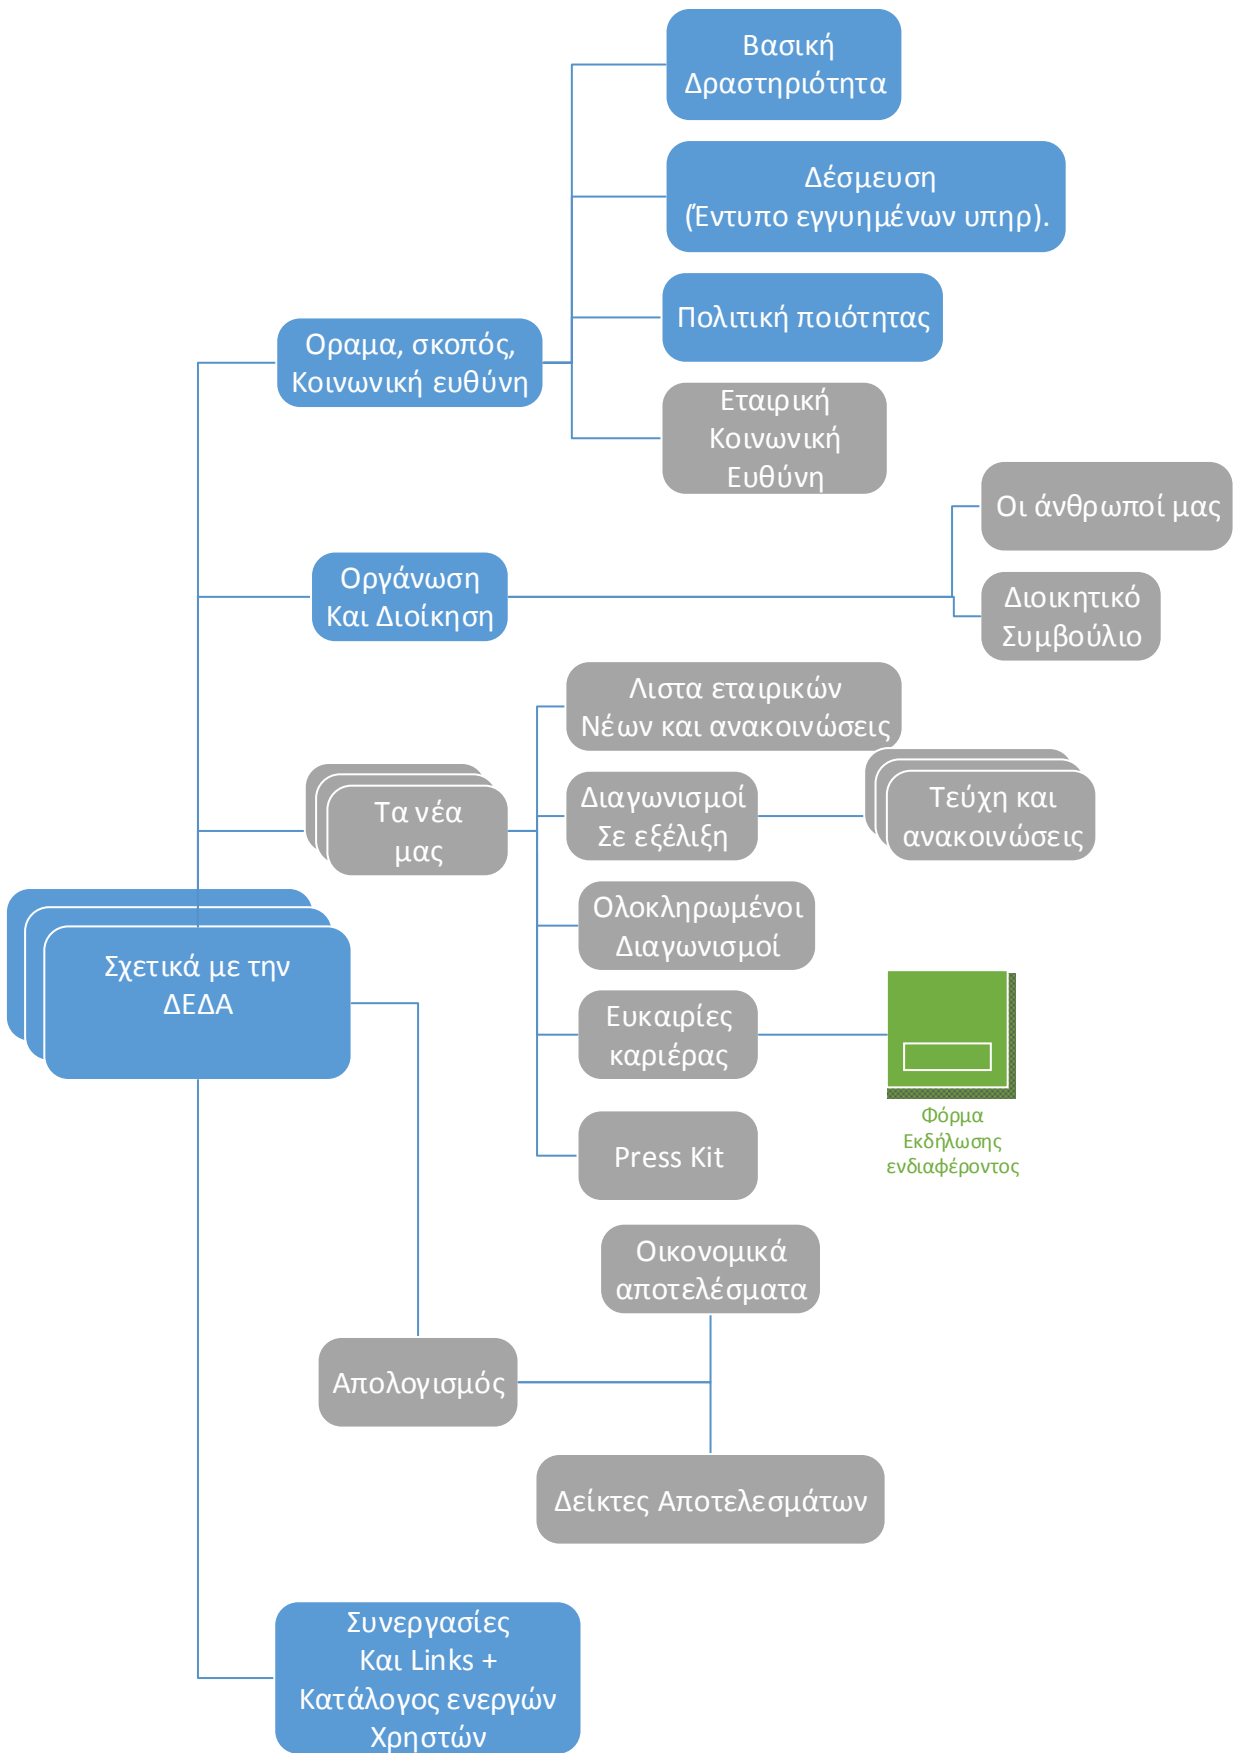 Βασική
Δραστηριότητα
Δέσμευση
(Έντυπο εγγυημένων υπηρ).
Πολιτική ποιότητας
Οραμα, σκοπός,
Κοινωνική ευθύνη
Εταιρική
Κοινωνική
Ευθύνη
Οι άνθρωποί μας
Οργάνωση
Και Διοίκηση
Διοικητικό
Συμβούλιο
Λιστα εταιρικών
Νέων και ανακοινώσεις
Τα νέα
μας
Διαγωνισμοί
Σε εξέλιξη
Τεύχη και
ανακοινώσεις
Ολοκληρωμένοι
Διαγωνισμοί
Σχετικά με την
ΔΕΔΑ
Ευκαιρίες
καριέρας
Φόρμα
Εκδήλωσης
ενδιαφέροντος
Press Kit
Οικονομικά
αποτελέσματα
Απολογισμός
Δείκτες Αποτελεσμάτων
Συνεργασίες
Και Links +
Κατάλογος ενεργών
Χρηστών